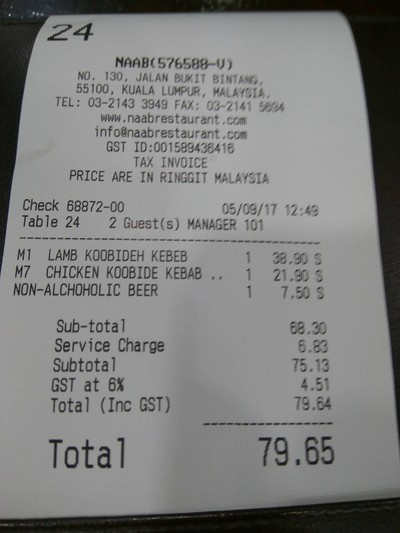 24
NAAB(576588-V)
NO. 130, JALAN BUKIT BINTANG,
55100, KUALA LUMPUR, MALAYSIA.
TEL: 03-2143 3949 FAX: 03-2141 5694
www.naabrestaurant.com
info@naabrestaurant.com
GST ID:001589436416
TAX INVOICE
PRICE ARE IN RINGGIT MALAYSIA
Check 68872-00 05/09/17 12:49
Table 24 2 Guest(s) MANAGER 101
M1 LAMB KOOBIDEH KEBEB 1 38.90 S
M7 CHICKEN KOOBIDE KEBAB .. 1 21.90 S
NON-ALCHOHOLIC BEER 1 7.50 S
Sub-total 68.30
Service Charge 6.83
Subtotal 75.13
GST at 6% 4.51
Total (Inc GST) 79.64
Total 79.65